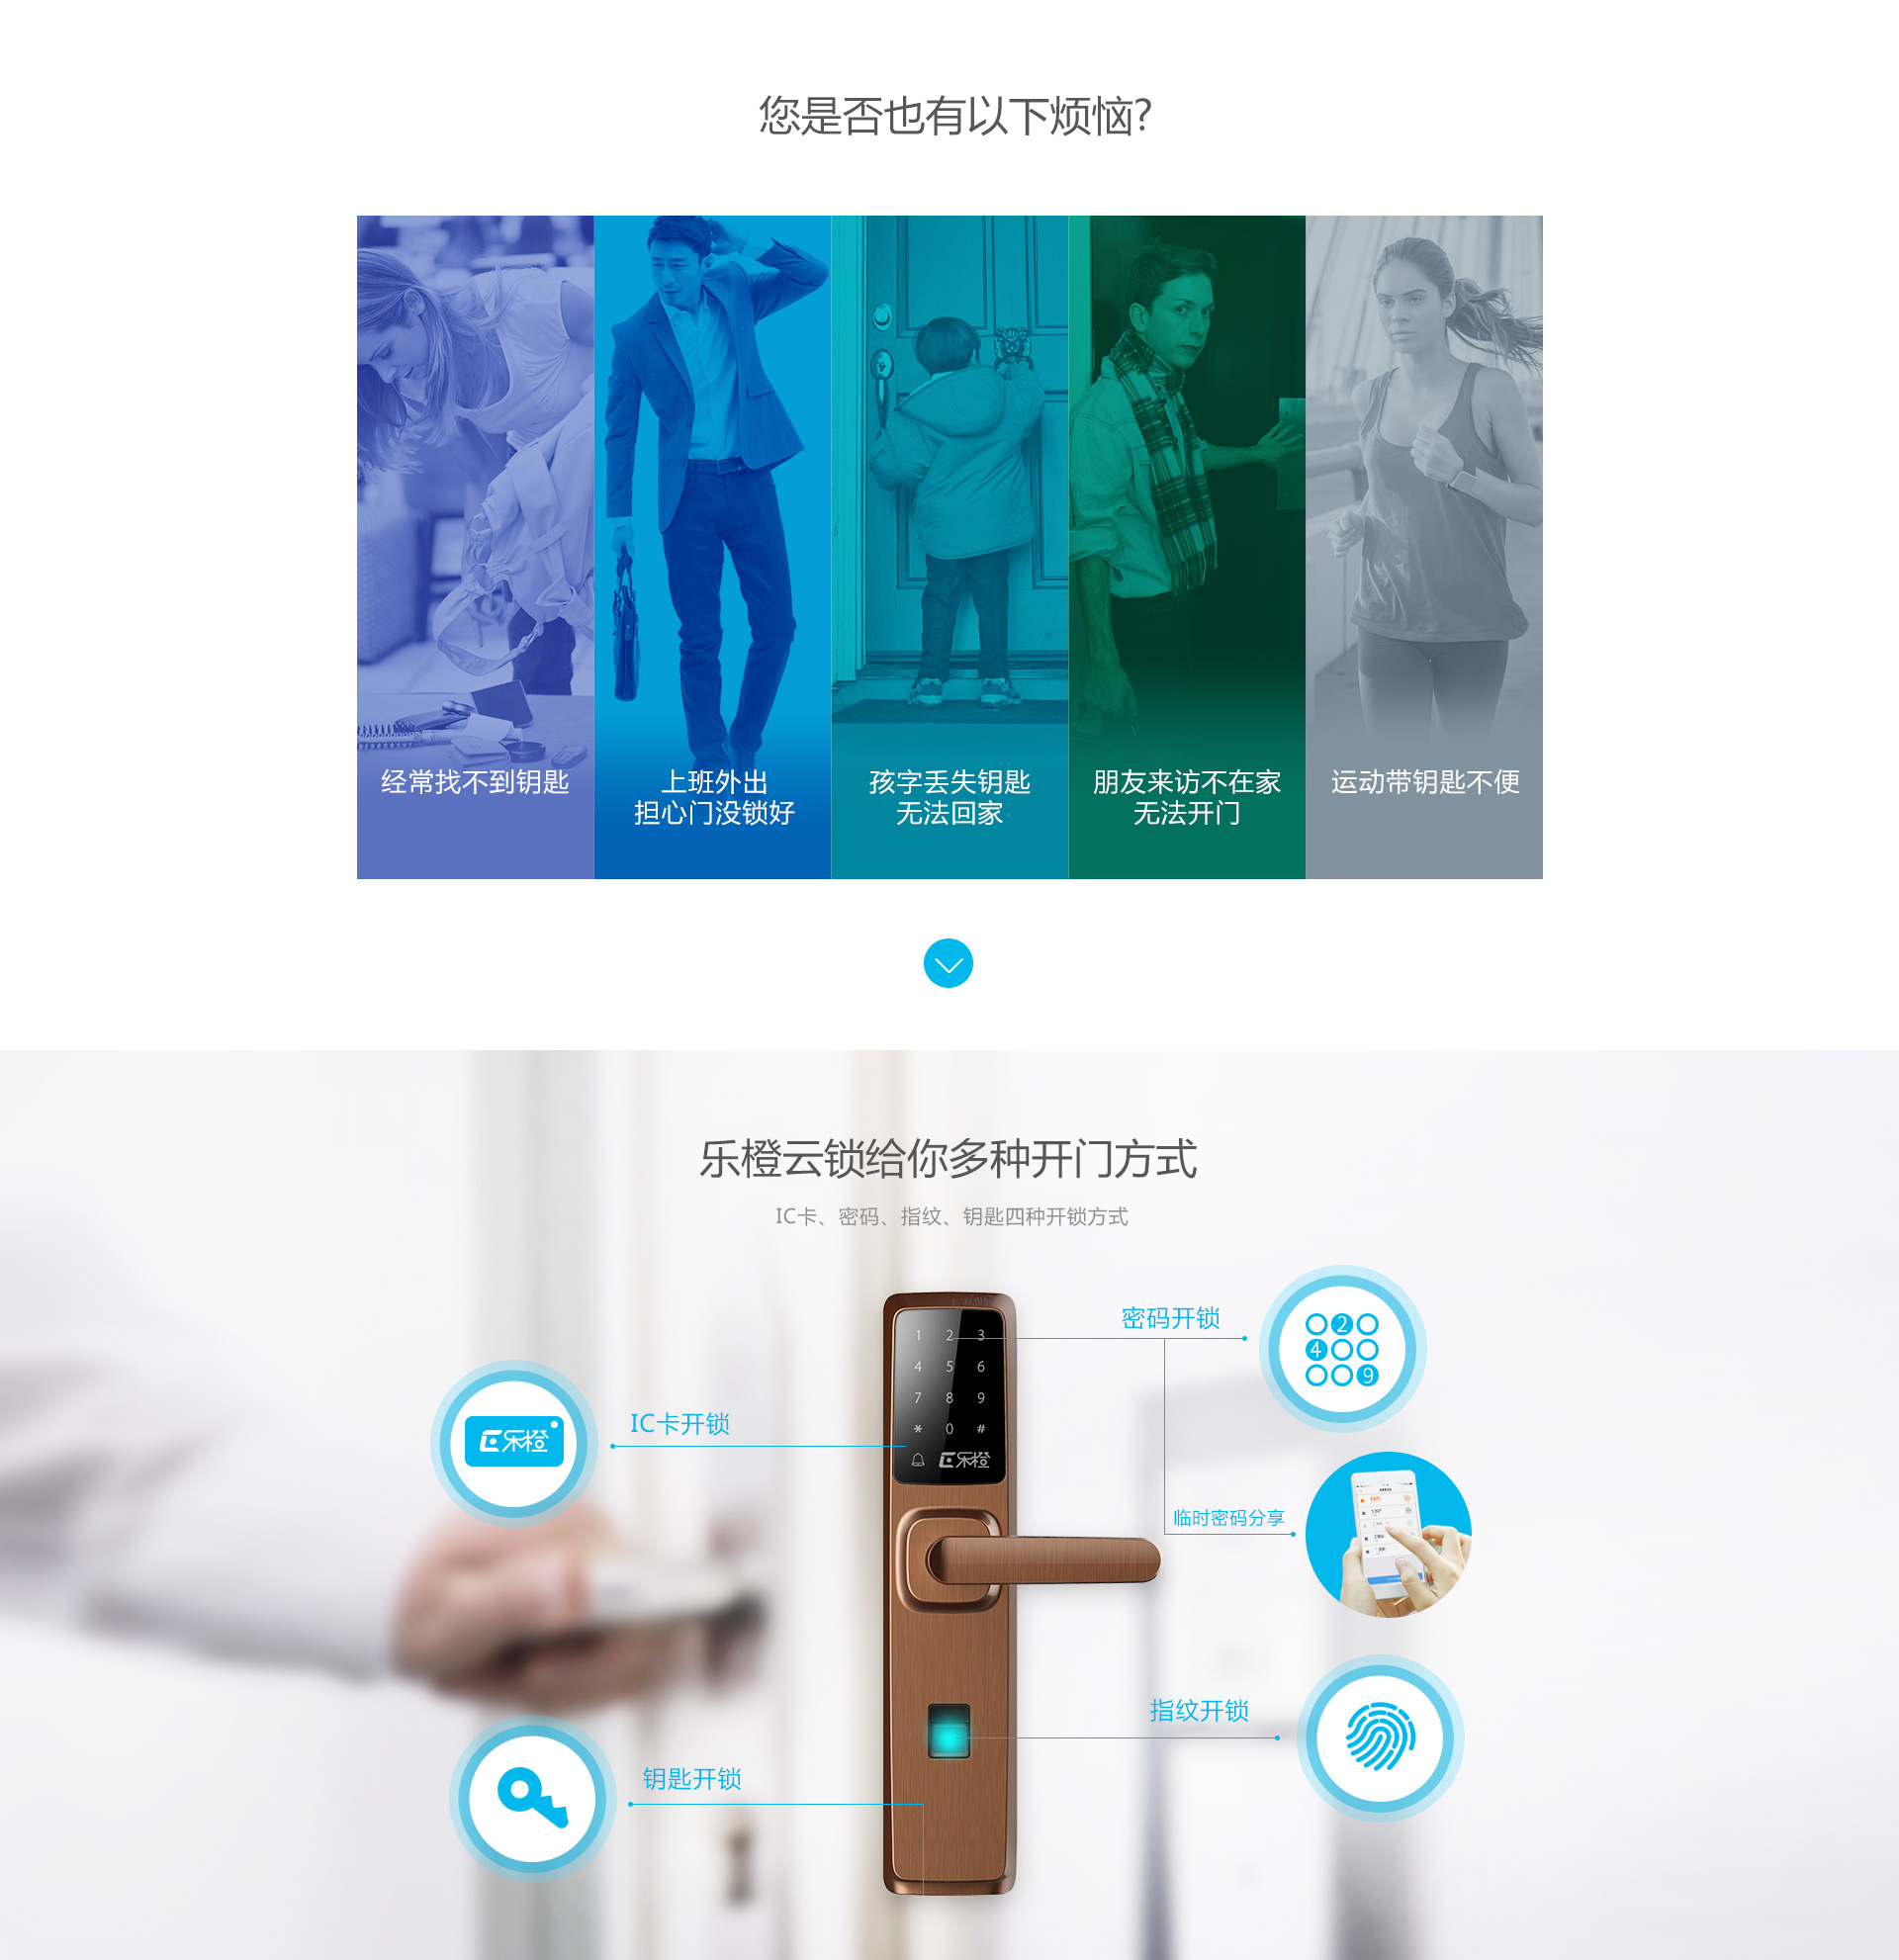 您是否也有以下烦恼?
经常找不到钥匙
上班外出
担心门没锁好
孩字丢失钥匙
无法回家
朋友来访不在家
无法开门
运动带钥匙不便
乐橙云锁给你多种开门方式
IC卡、密码、指纹、钥匙四种开锁方式
密码开锁
2
4
9
1 2 3
4 5 6
7 8 9
* 0 #
乐橙
IC卡开锁
乐橙
临时密码分享
指纹开锁
钥匙开锁